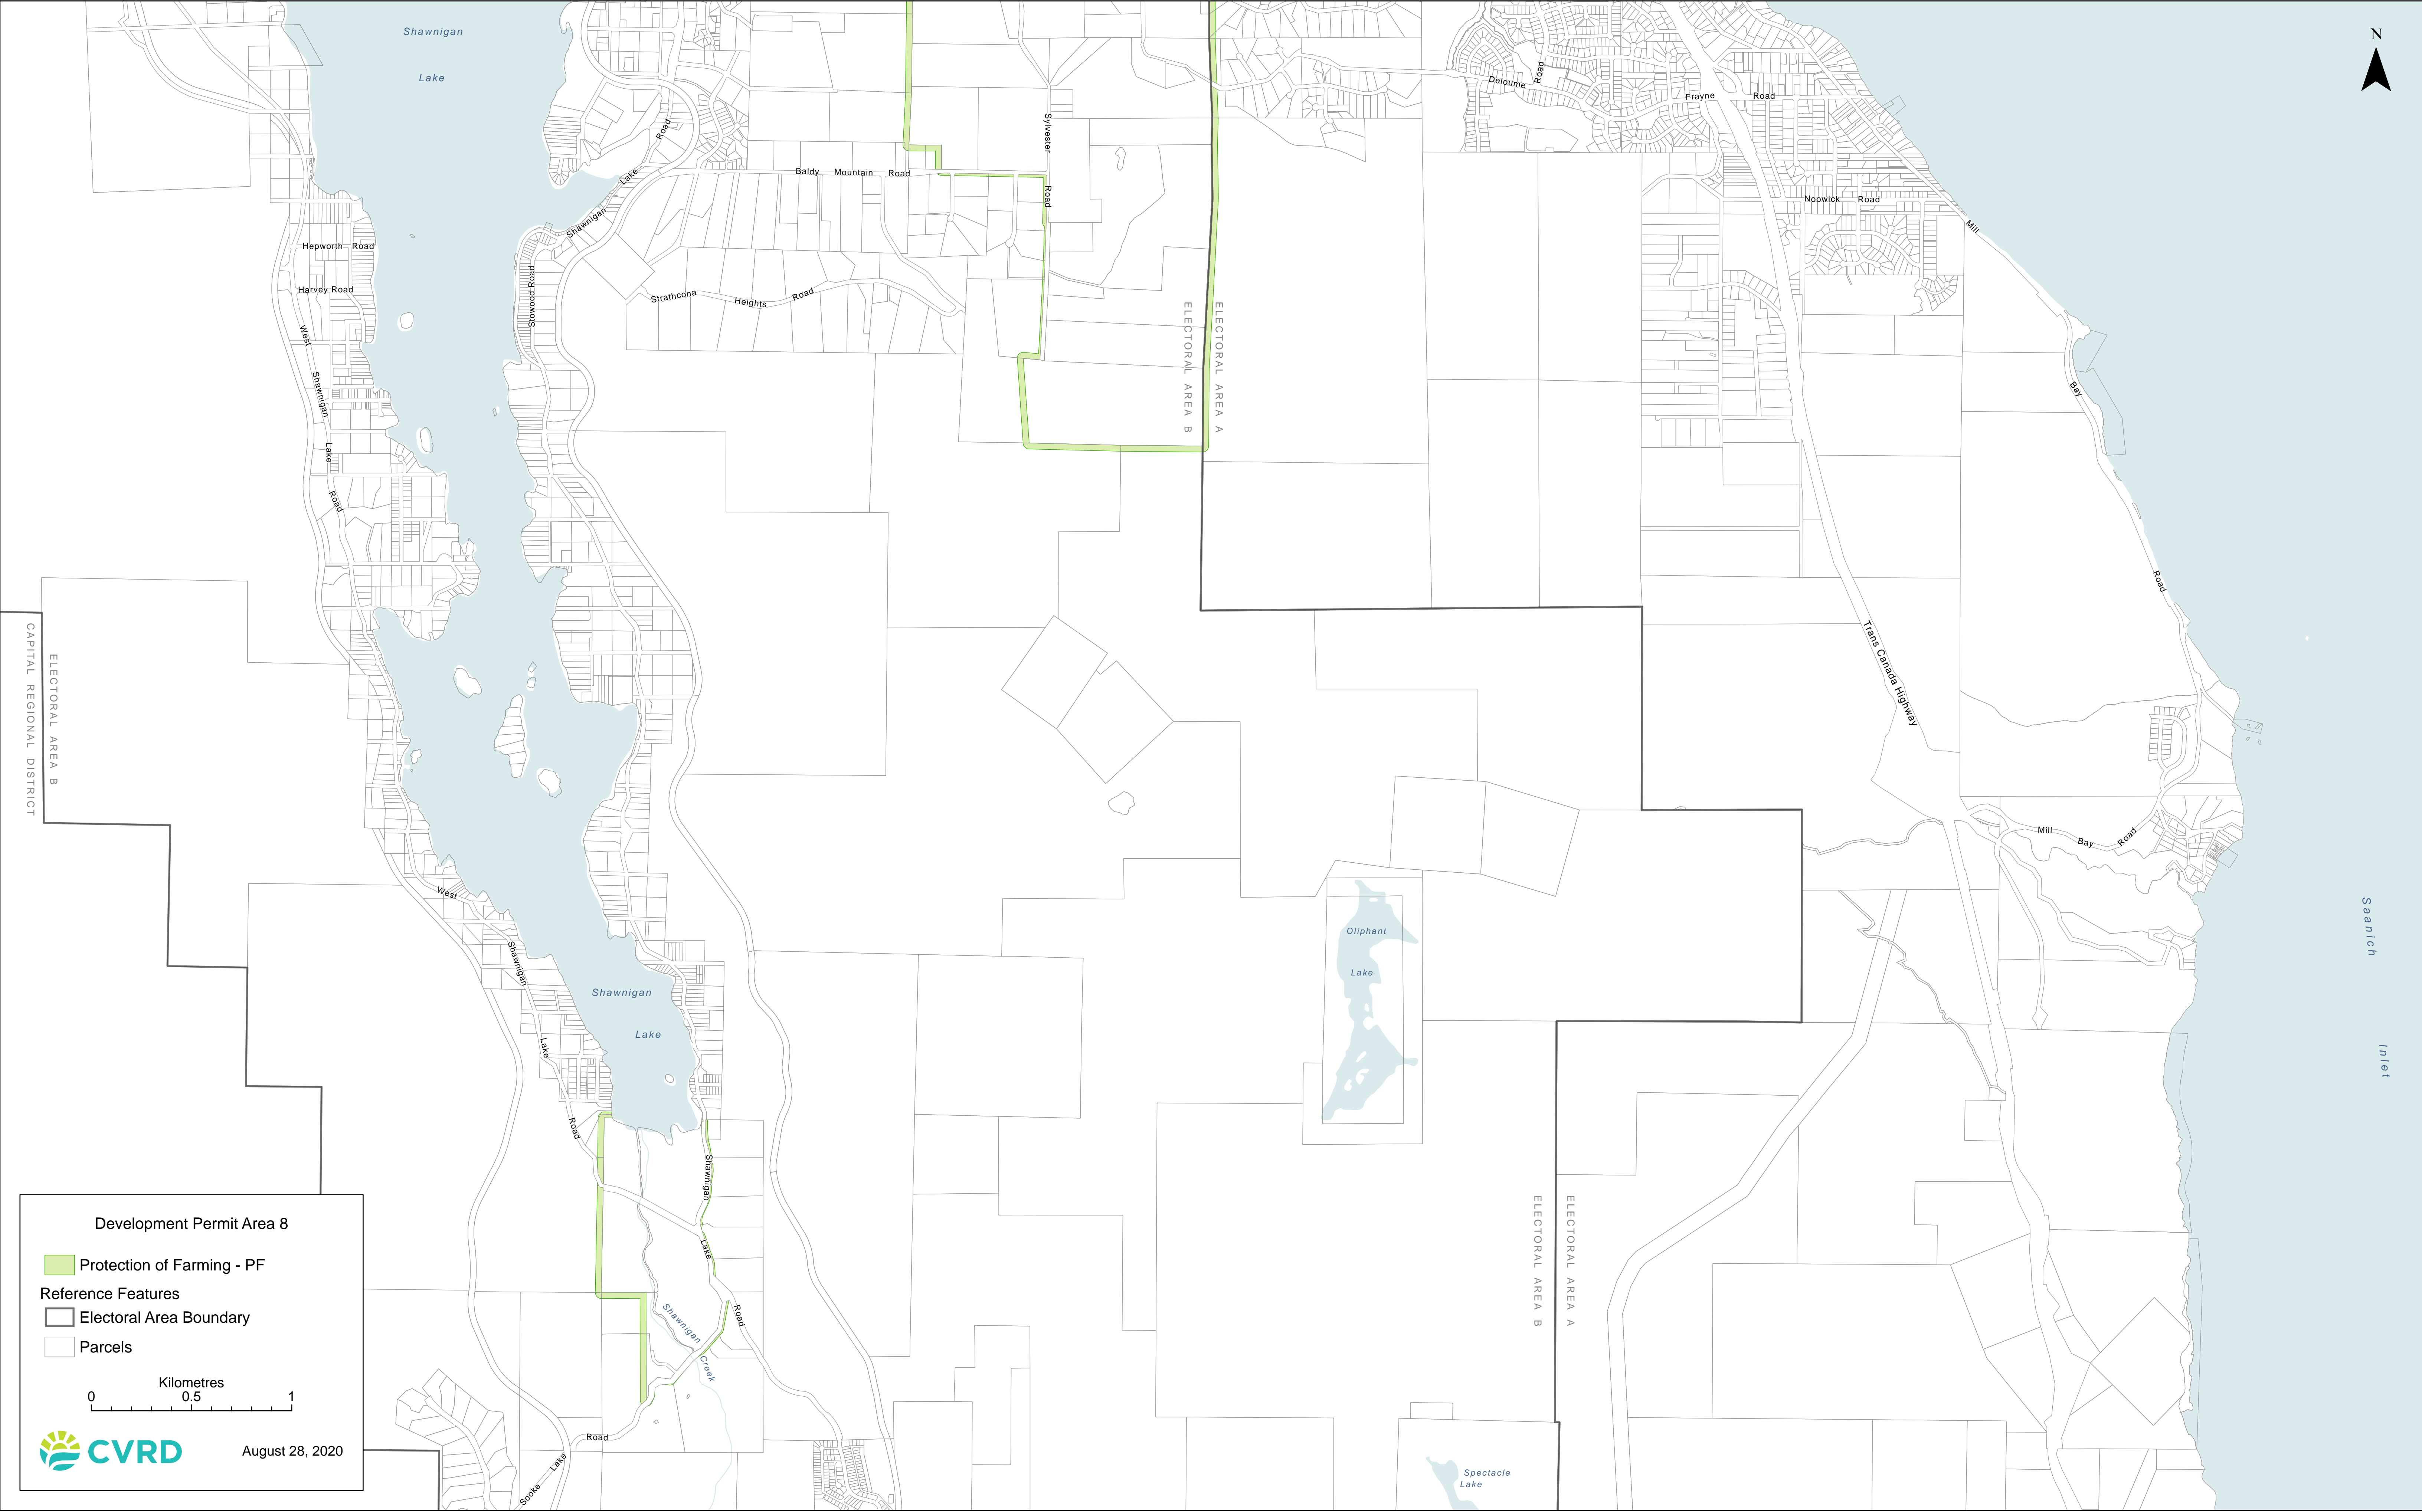 Shawnigan
Lake
N
Deloume
Road
Frayne Road
Sylvester
Road
Road
Lake
Shawnigan
Baldy Mountain Road
Noowick Road
Mill
Hepworth Road
Harvey Road
Stowood Road
Strathcona Heights Road
ELECTORAL AREA B
ELECTORAL AREA A
West
Shawnigan
Lake
Road
Bay
Road
Trans Canada Highway
CAPITAL REGIONAL DISTRICT
ELECTORAL AREA B
Mill Bay Road
West
Shawnigan
Lake
Road
Oliphant
Lake
Saanich
Inlet
Shawnigan
Lake
Shawnigan
Lake
Road
ELECTORAL AREA B
ELECTORAL AREA A
Shawnigan
Creek
Road
Lake
Sooke
Spectacle
Lake
Development Permit Area 8
Protection of Farming - PF
Reference Features
Electoral Area Boundary
Parcels
Kilometres
0 0.5 1
CVRD
August 28, 2020